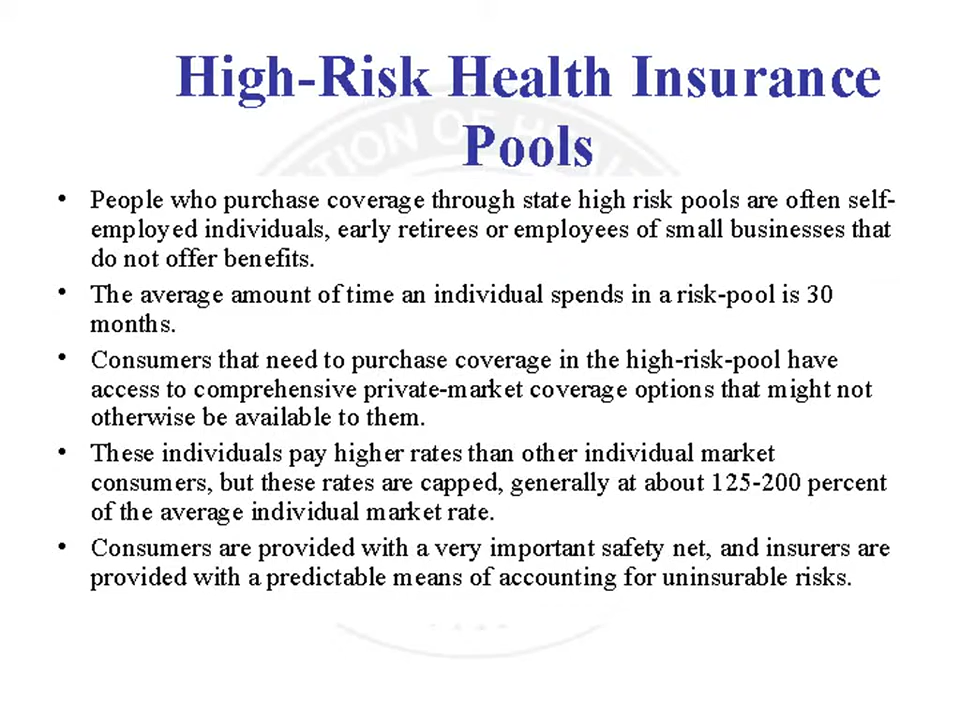 High-Risk Health Insurance
Pools
• People who purchase coverage through state high risk pools are often self-
employed individuals, early retirees or employees of small businesses that
do not offer benefits.
• The average amount of time an individual spends in a risk-pool is 30
months.
• Consumers that need to purchase coverage in the high-risk-pool have
access to comprehensive private-market coverage options that might not
otherwise be available to them.
• These individuals pay higher rates than other individual market
consumers, but these rates are capped, generally at about 125-200 percent
of the average individual market rate.
• Consumers are provided with a very important safety net, and insurers are
provided with a predictable means of accounting for uninsurable risks.